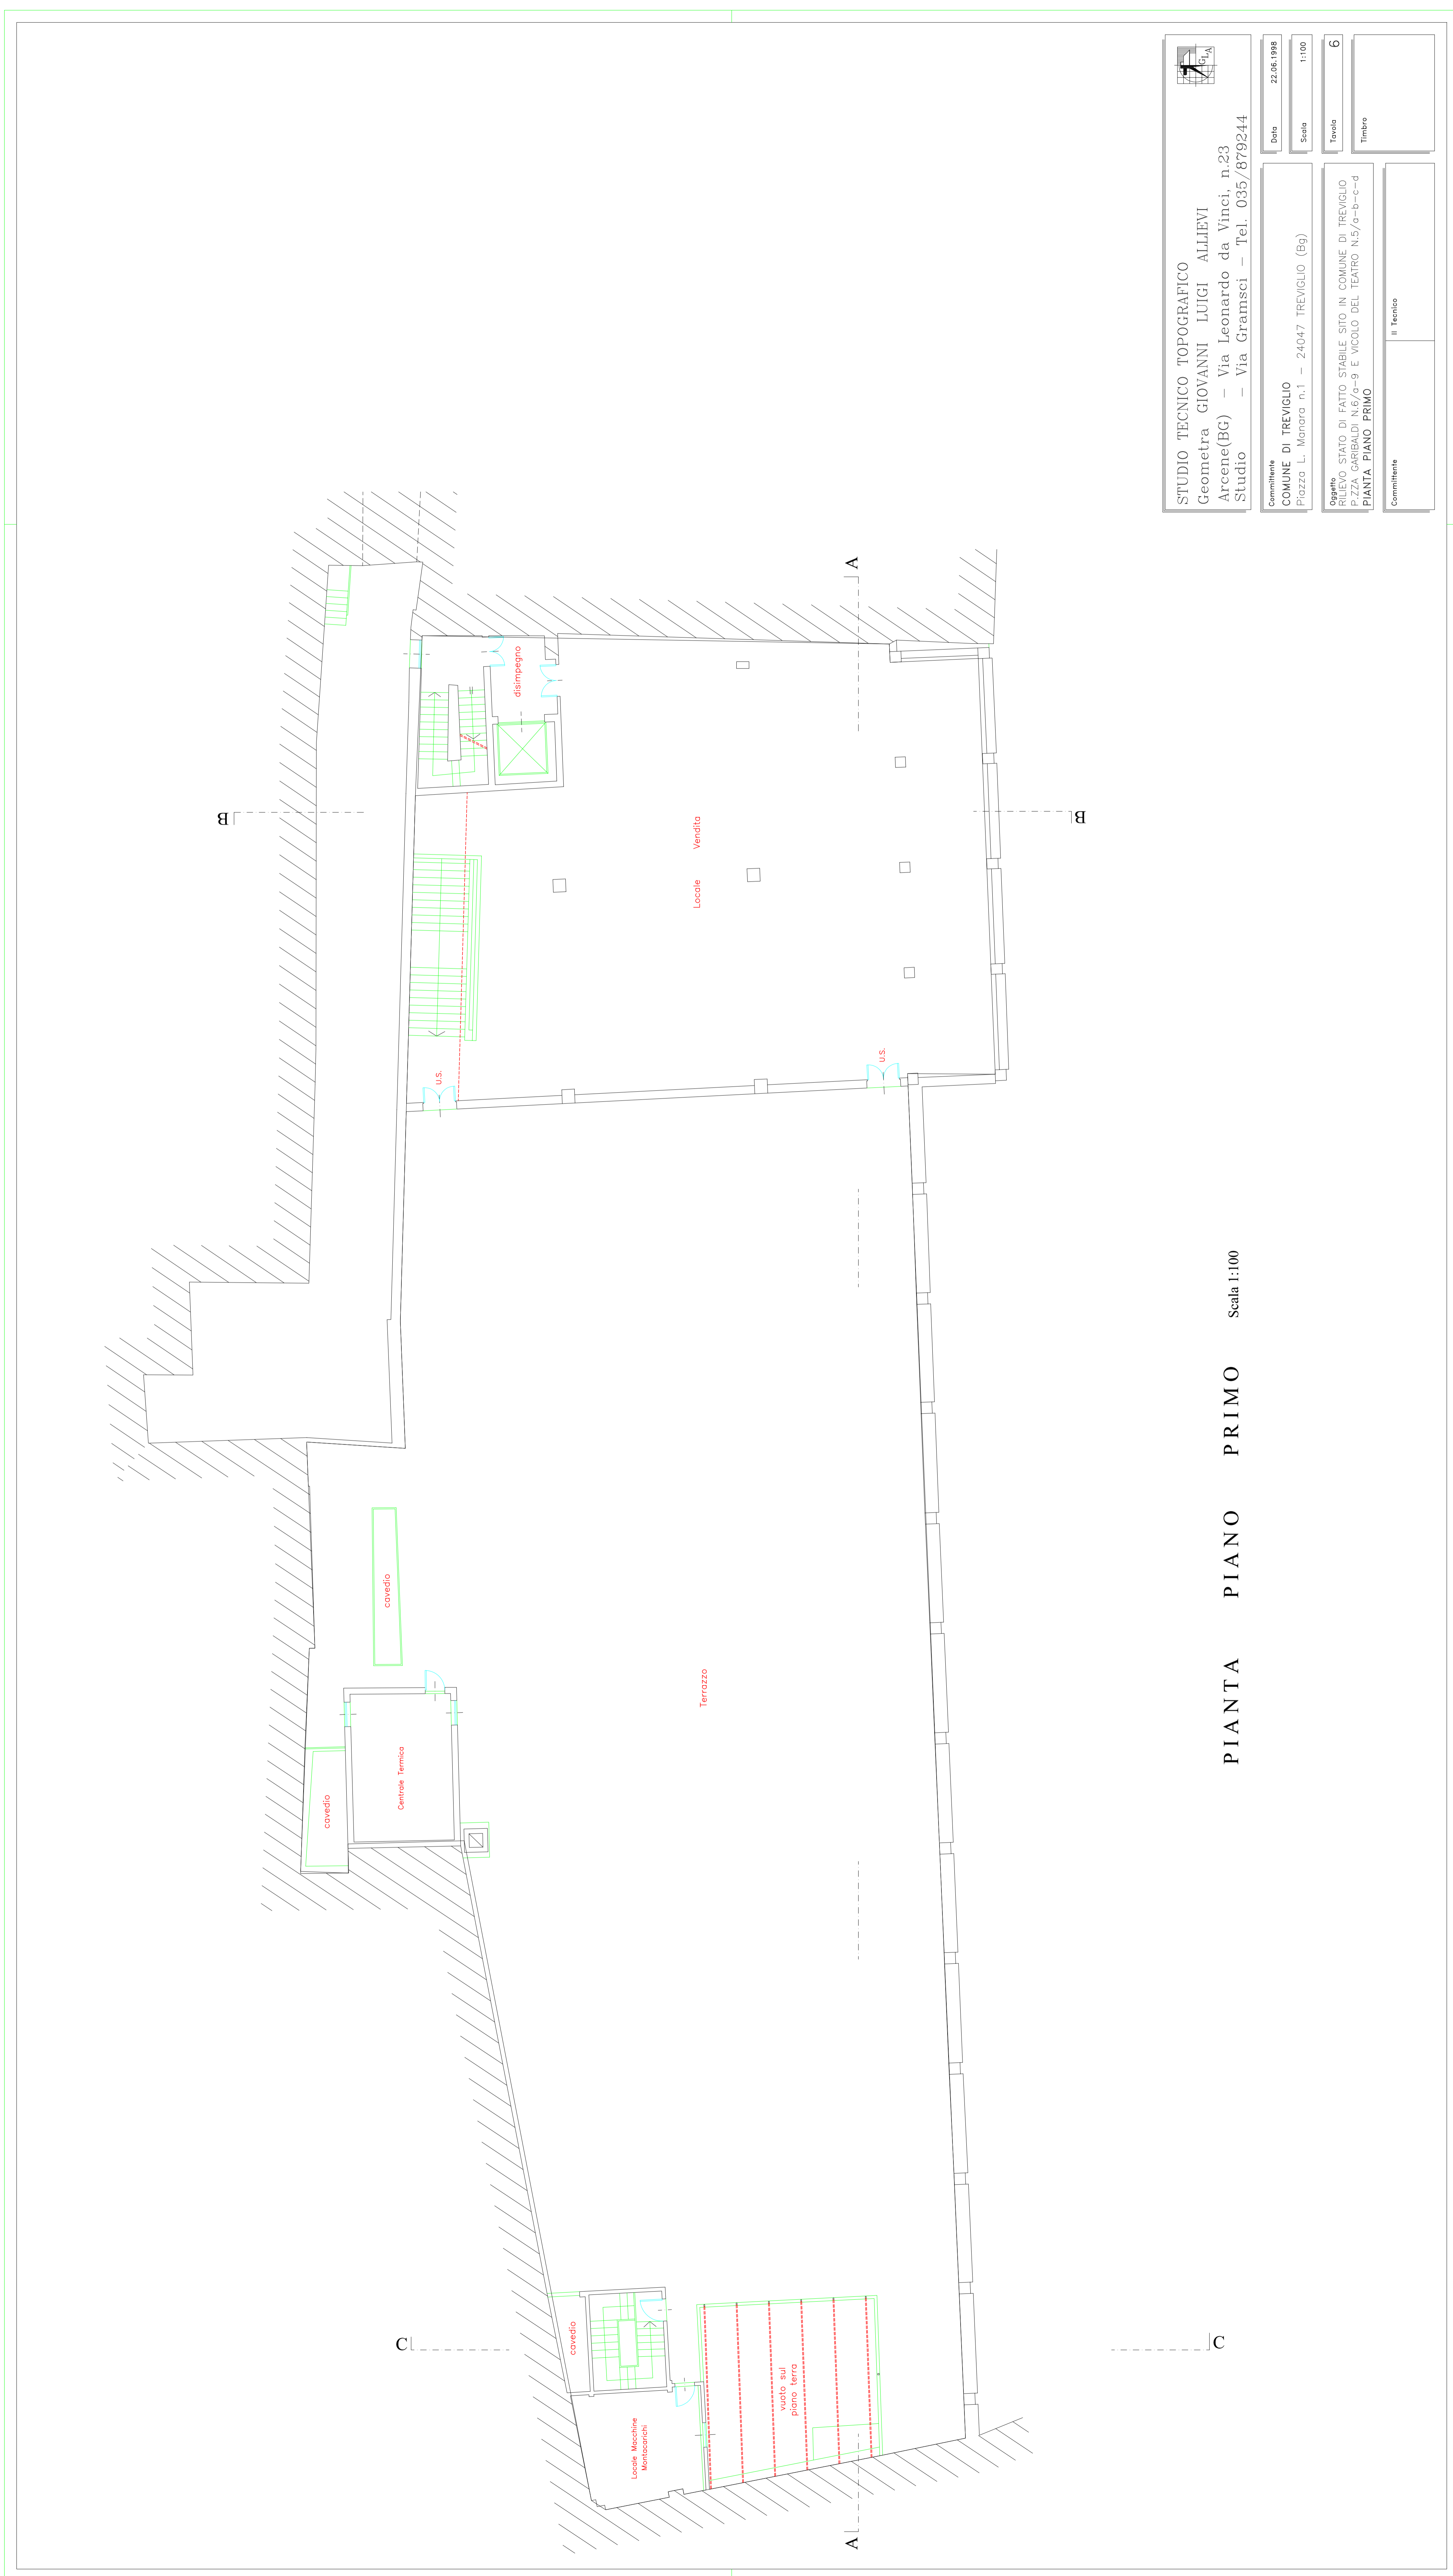 STUDIO TECNICO TOPOGRAFICO
Geometra GIOVANNI LUIGI ALLIEVI
Arcene(BG) - Via Leonardo da Vinci, n.23
Studio - Via Gramsci - Tel. 035/879244
GLA
Committente
COMUNE DI TREVIGLIO
Piazza L. Manara n.1 - 24047 TREVIGLIO (Bg)
Data 22.06.1998
Scala 1:100
Oggetto
RILIEVO STATO DI FATTO STABILE SITO IN COMUNE DI TREVIGLIO
P.ZZA GARIBALDI N.6/a-9 E VICOLO DEL TEATRO N.5/a-b-c-d
PIANTA PIANO PRIMO
Tavola 6
Timbro
Committente
Il Tecnico
B
C
cavedio
cavedio
Centrale Termica
U.S.
disimpegno
cavedio
Locale Macchine
Montacarichi
Locale Vendita
Terrazzo
vuoto sul
piano terra
A
A
U.S.
B
C
PIANTA PIANO PRIMO Scala 1:100